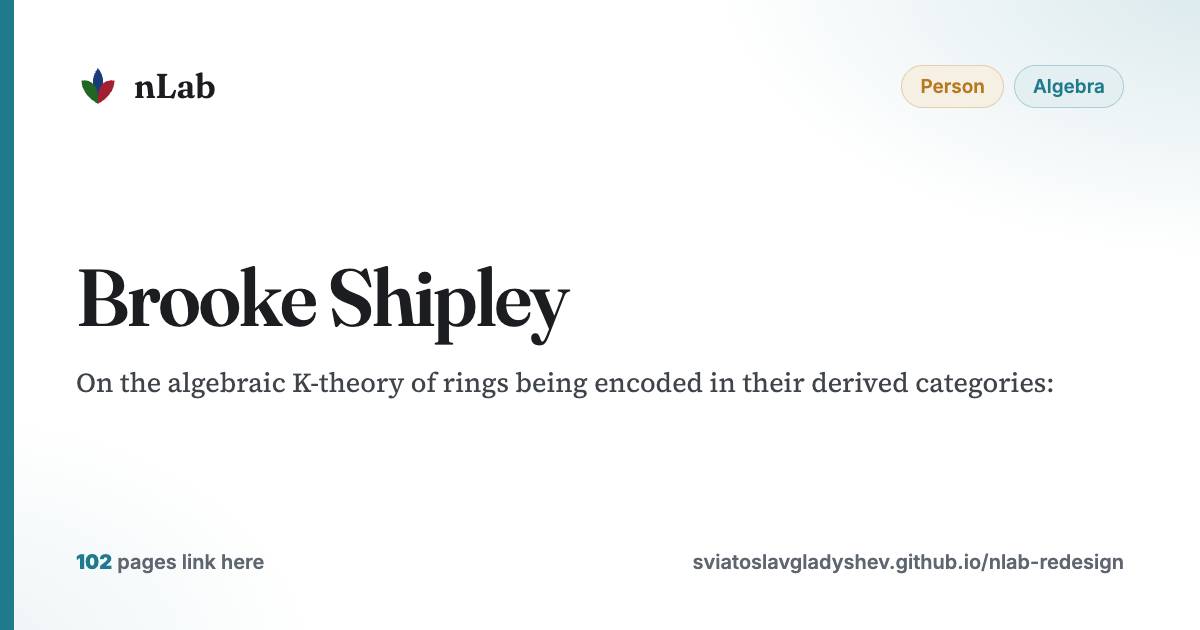 nLab
Person
Algebra
Brooke Shipley
On the algebraic K-theory of rings being encoded in their derived categories:
102 pages link here
sviatoslavgladyshev.github.io/nlab-redesign